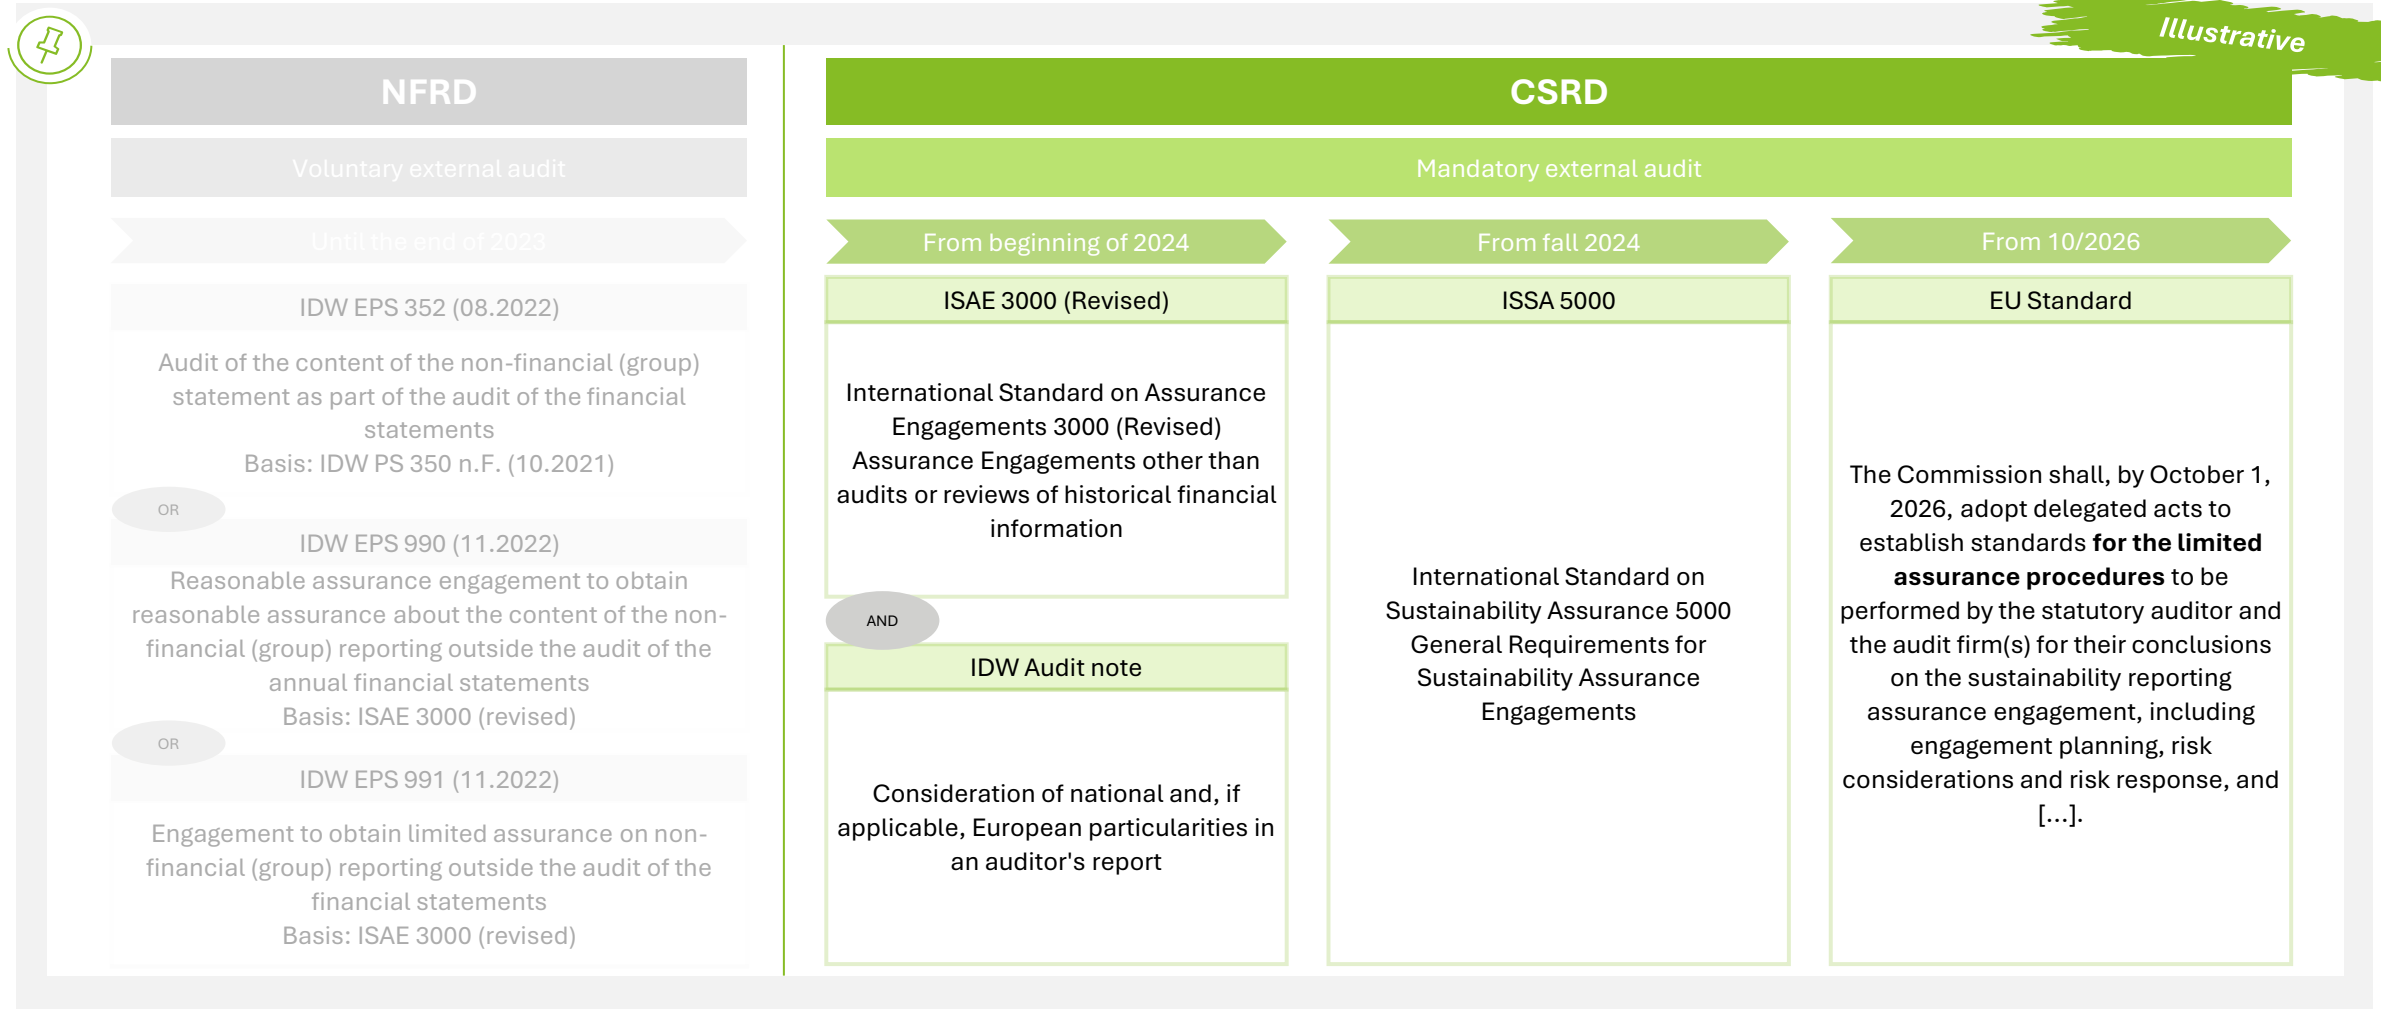 Illustrative
NFRD
Voluntary external audit
Until the end of 2023
IDW EPS 352 (08.2022)
Audit of the content of the non-financial (group)
statement as part of the audit of the financial
statements
Basis: IDW PS 350 n.F. (10.2021)
OR
IDW EPS 990 (11.2022)
Reasonable assurance engagement to obtain
reasonable assurance about the content of the non-
financial (group) reporting outside the audit of the
annual financial statements
Basis: ISAE 3000 (revised)
OR
IDW EPS 991 (11.2022)
Engagement to obtain limited assurance on non-
financial (group) reporting outside the audit of the
financial statements
Basis: ISAE 3000 (revised)
CSRD
Mandatory external audit
From beginning of 2024
ISAE 3000 (Revised)
International Standard on Assurance
Engagements 3000 (Revised)
Assurance Engagements other than
audits or reviews of historical financial
information
AND
IDW Audit note
Consideration of national and, if
applicable, European particularities in
an auditor's report
From fall 2024
ISSA 5000
International Standard on
Sustainability Assurance 5000
General Requirements for
Sustainability Assurance
Engagements
From 10/2026
EU Standard
The Commission shall, by October 1,
2026, adopt delegated acts to
establish standards for the limited
assurance procedures to be
performed by the statutory auditor and
the audit firm(s) for their conclusions
on the sustainability reporting
assurance engagement, including
engagement planning, risk
considerations and risk response, and
[...].